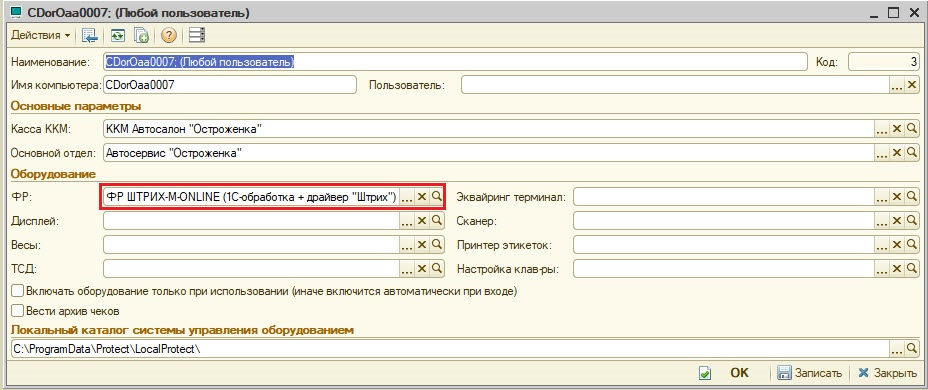 CDorOaa0007; (Любой пользователь)
Действия
Наименование: CDorOaa0007; (Любой пользователь) Код: 3
Имя компьютера: CDorOaa0007 Пользователь: ...
Основные параметры
Касса ККМ: ККМ Автосалон "Остроженка" ...
Основной отдел: Автосервис "Остроженка" ...
Оборудование
ФР: ФР ШТРИХ-М-ONLINE (1С-обработка + драйвер "Штрих") ... Эквайринг терминал: ...
Дисплей: ... Сканер: ...
Весы: ... Принтер этикеток: ...
ТСД: ... Настройка клав-ры: ...
Включать оборудование только при использовании (иначе включится автоматически при входе)
Вести архив чеков
Локальный каталог системы управления оборудованием
C:\ProgramData\Protect\LocalProtect\ ...
OK Записать Закрыть